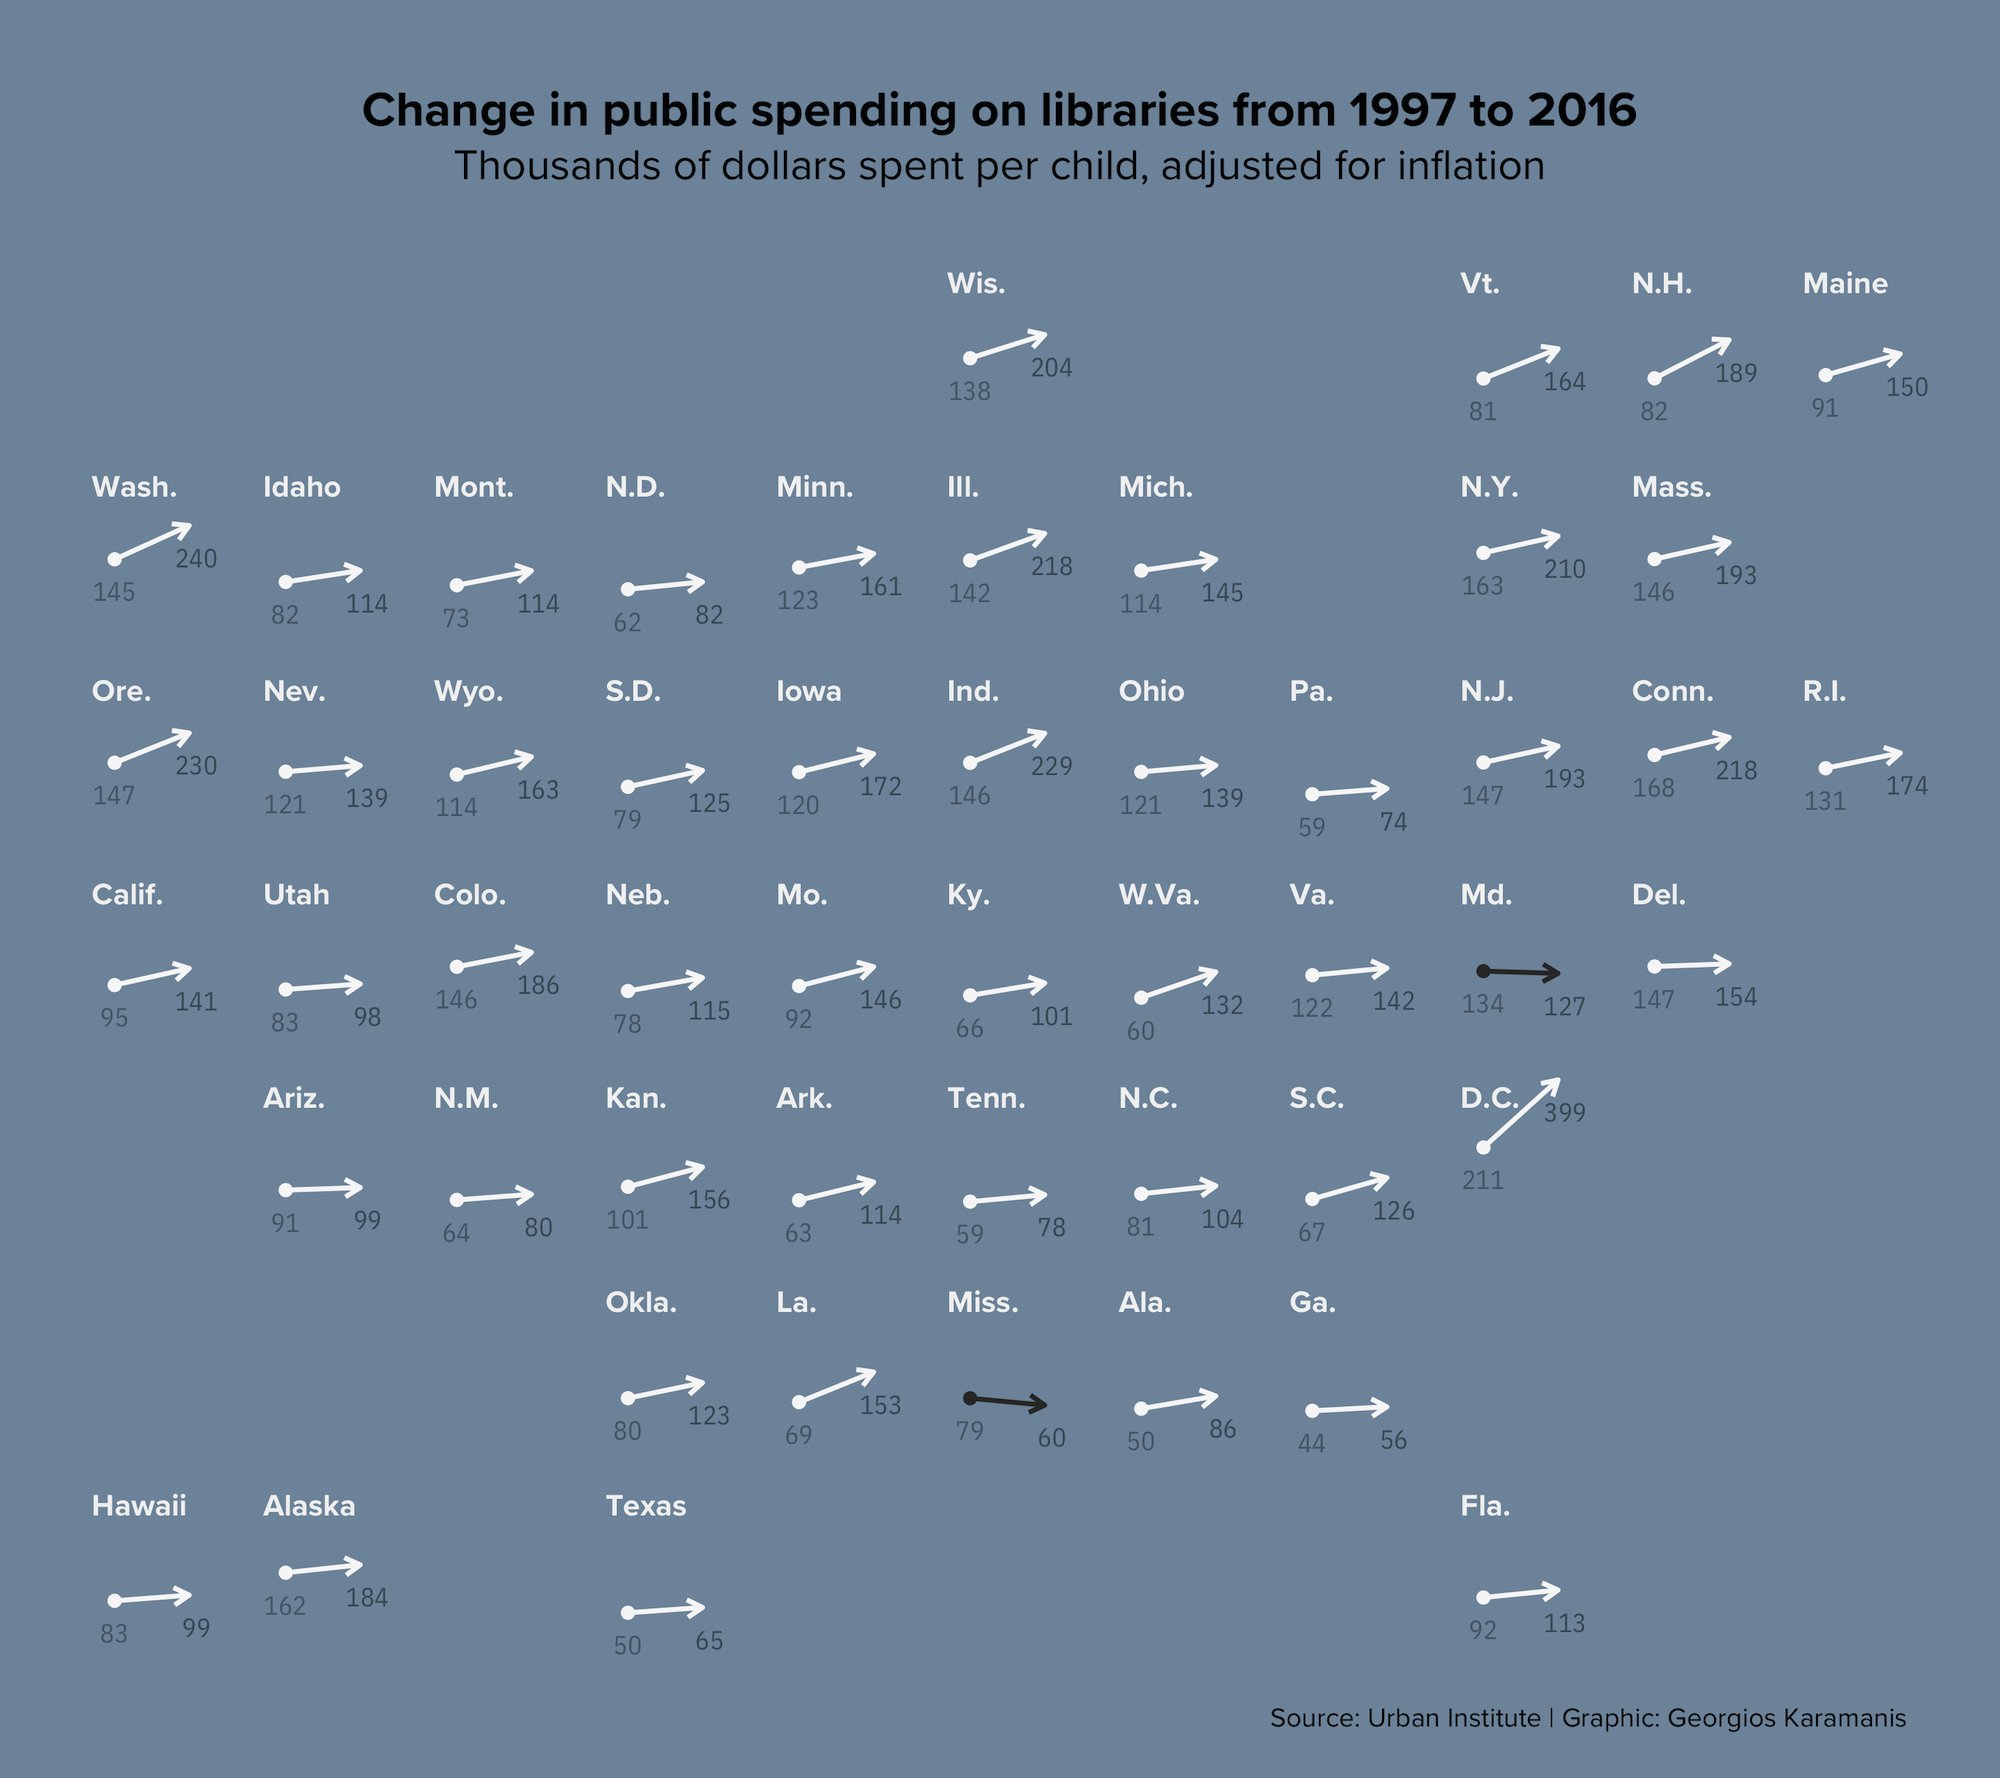 Change in public spending on libraries from 1997 to 2016
Thousands of dollars spent per child, adjusted for inflation
Wis.
138
204
Vt.
81
164
N.H.
82
189
Maine
91
150
Wash.
145
240
Idaho
82
114
Mont.
73
114
N.D.
62
82
Minn.
123
161
Ill.
142
218
Mich.
114
145
N.Y.
163
210
Mass.
146
193
Ore.
147
230
Nev.
121
139
Wyo.
114
163
S.D.
79
125
Iowa
120
172
Ind.
146
229
Ohio
121
139
Pa.
59
74
N.J.
147
193
Conn.
168
218
R.I.
131
174
Calif.
95
141
Utah
83
98
Colo.
146
186
Neb.
78
115
Mo.
92
146
Ky.
66
101
W.Va.
60
132
Va.
122
142
Md.
134
127
Del.
147
154
Ariz.
91
99
N.M.
64
80
Kan.
101
156
Ark.
63
114
Tenn.
59
78
N.C.
81
104
S.C.
67
126
D.C.
211
399
Okla.
80
123
La.
69
153
Miss.
79
60
Ala.
50
86
Ga.
44
56
Hawaii
83
99
Alaska
162
184
Texas
50
65
Fla.
92
113
Source: Urban Institute | Graphic: Georgios Karamanis